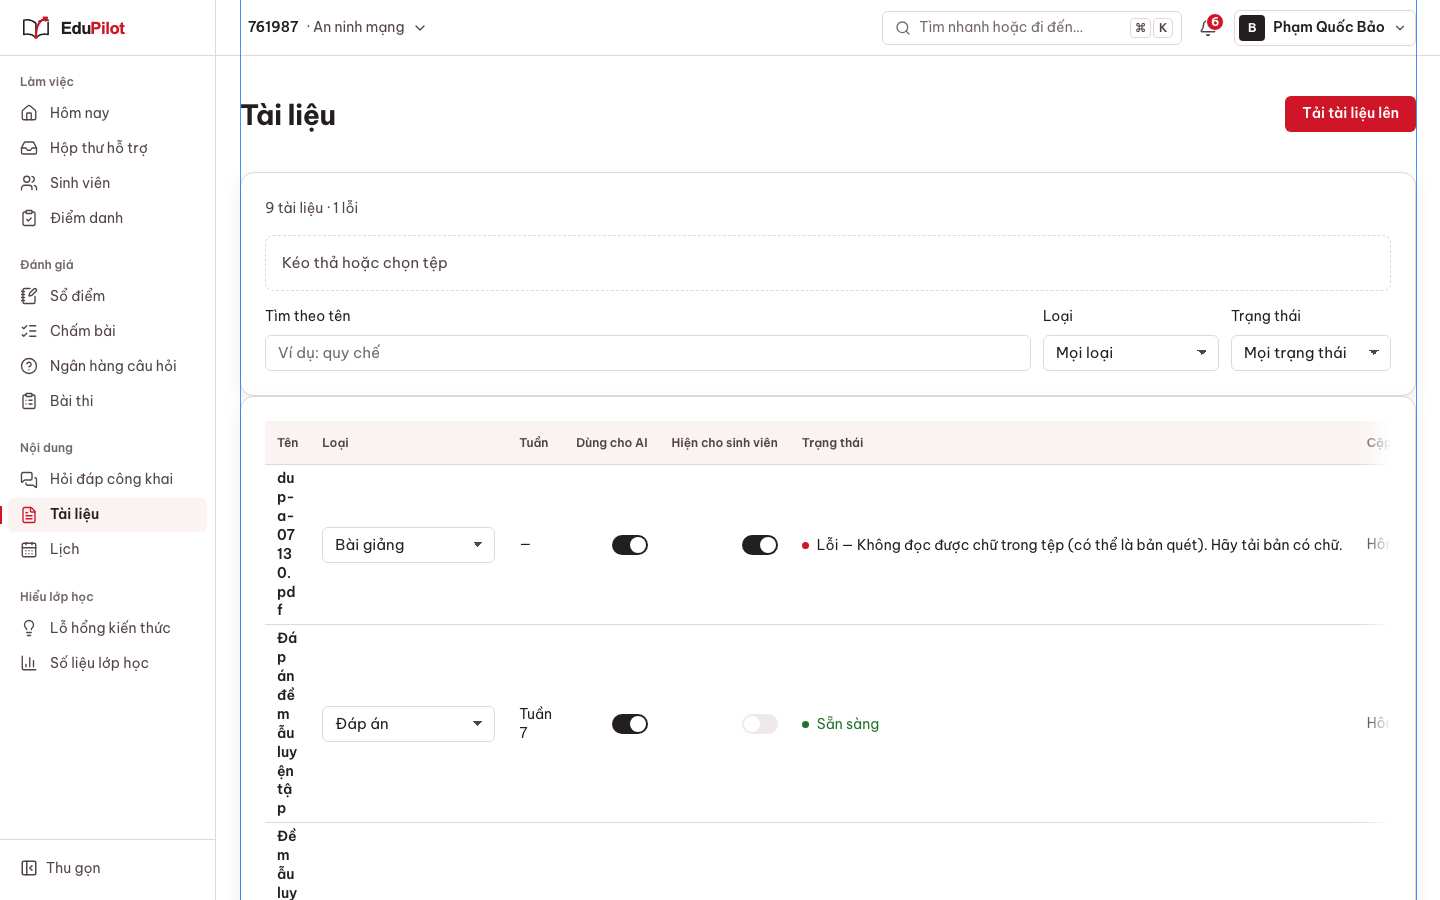 EduPilot
761987 · An ninh mạng
Tìm nhanh hoặc đi đến...
⌘ K
6
B
Phạm Quốc Bảo
Làm việc
Hôm nay
Hộp thư hỗ trợ
Sinh viên
Điểm danh
Đánh giá
Sổ điểm
Chấm bài
Ngân hàng câu hỏi
Bài thi
Nội dung
Hỏi đáp công khai
Tài liệu
Lịch
Hiểu lớp học
Lỗ hổng kiến thức
Số liệu lớp học
Thu gọn
Tài liệu
Tải tài liệu lên
9 tài liệu · 1 lỗi
Kéo thả hoặc chọn tệp
Tìm theo tên
Loại
Trạng thái
Ví dụ: quy chế
Mọi loại
Mọi trạng thái
Tên
Loại
Tuần
Dùng cho AI
Hiện cho sinh viên
Trạng thái
du
p-
a-
07
13
0.
pd
f
Bài giảng
—
Lỗi — Không đọc được chữ trong tệp (có thể là bản quét). Hãy tải bản có chữ.
Đá
p
án
đề
m
ẫu
luy
ện
tậ
p
Đáp án
Tuần
7
Sẵn sàng
Đề
m
ẫu
luy